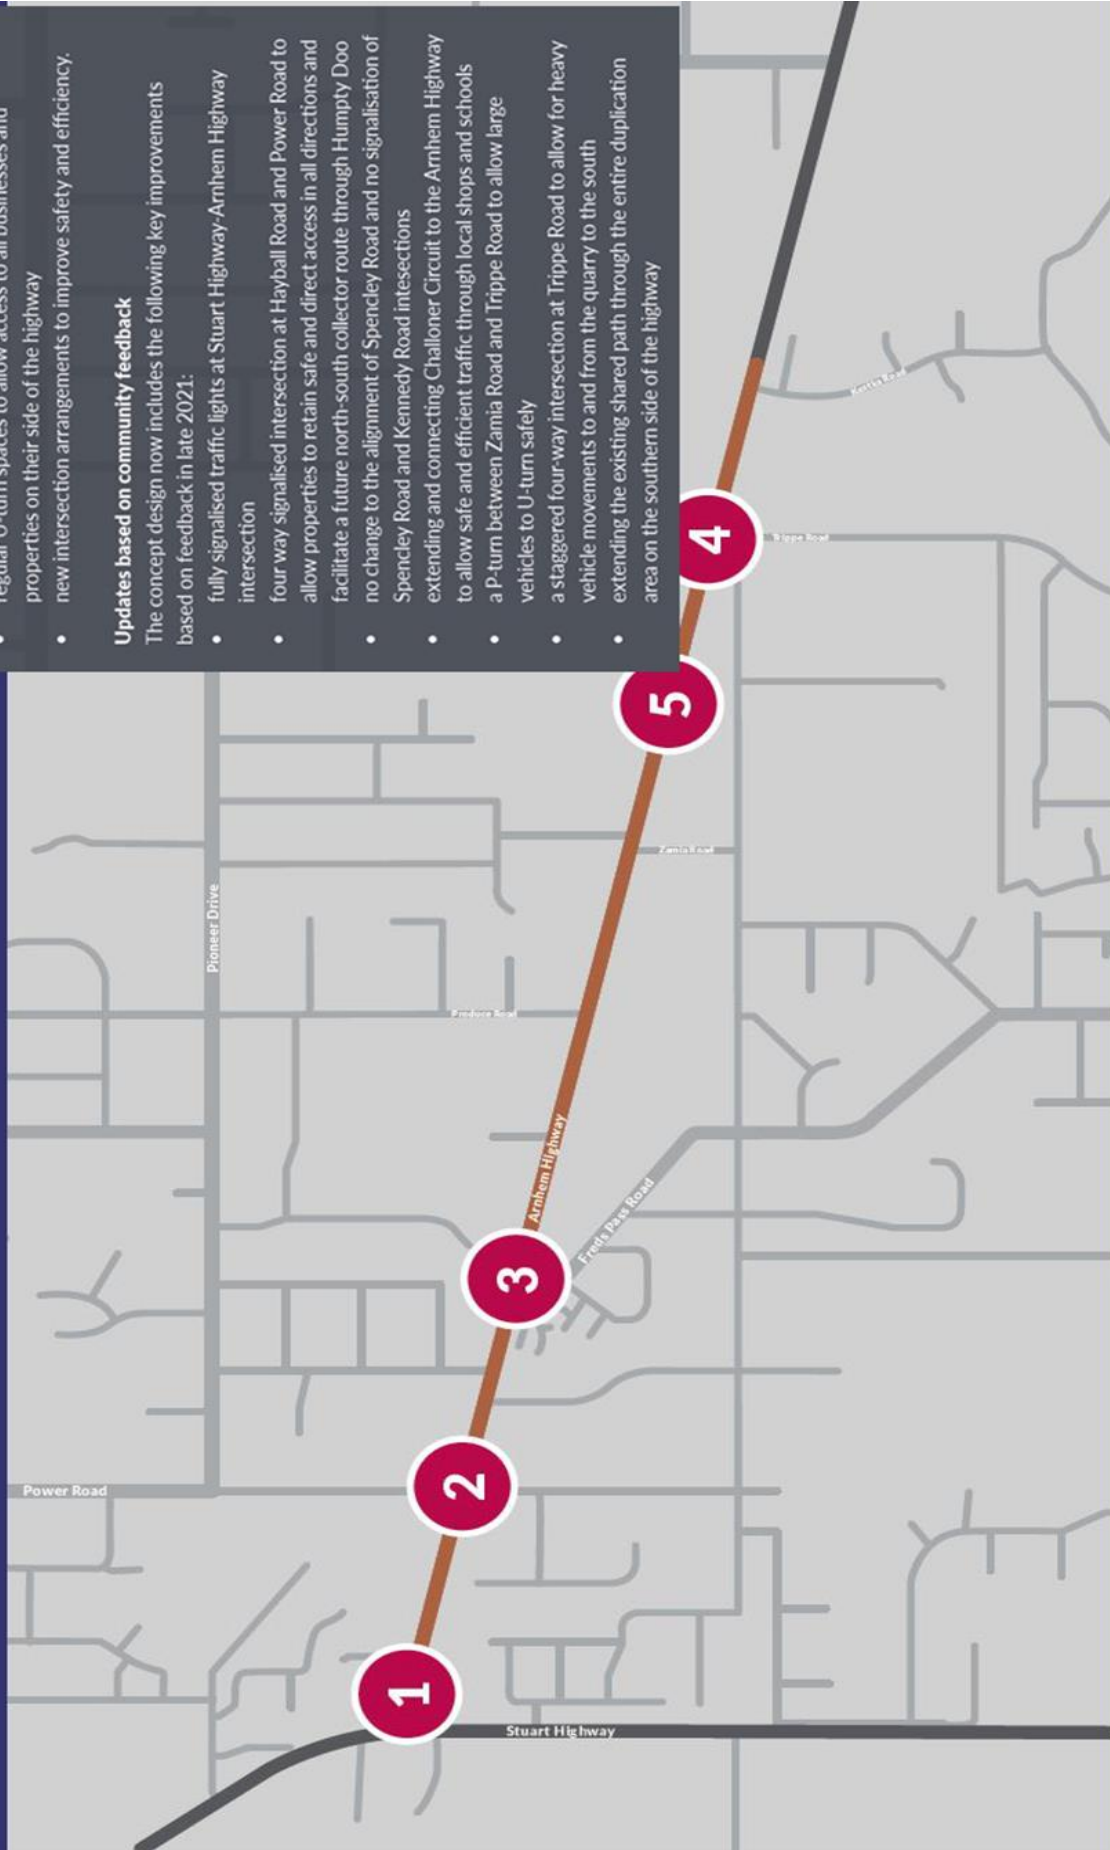 properties on their side of the highway
• new intersection arrangements to improve safety and efficiency.
Updates based on community feedback
The concept design now includes the following key improvements
based on feedback in late 2021:
• fully signalised traffic lights at Stuart Highway-Arnhem Highway
intersection
• four way signalised intersection at Hayball Road and Power Road to
allow properties to retain safe and direct access in all directions and
facilitate a future north-south collector route through Humpty Doo
• no change to the alignment of Spencley Road and no signalisation of
Spencley Road and Kennedy Road intesections
• extending and connecting Challoner Circuit to the Arnhem Highway
to allow safe and efficient traffic through local shops and schools
• a P-turn between Zamia Road and Trippe Road to allow large
vehicles to U-turn safely
• a staggered four-way intersection at Trippe Road to allow for heavy
vehicle movements to and from the quarry to the south
• extending the existing shared path through the entire duplication
area on the southern side of the highway
Power Road
Pioneer Drive
Produce Road
Stuart Highway
1
2
3
Arnhem Highway
Freds Pass Road
Zamia Road
5
4
Trippe Road